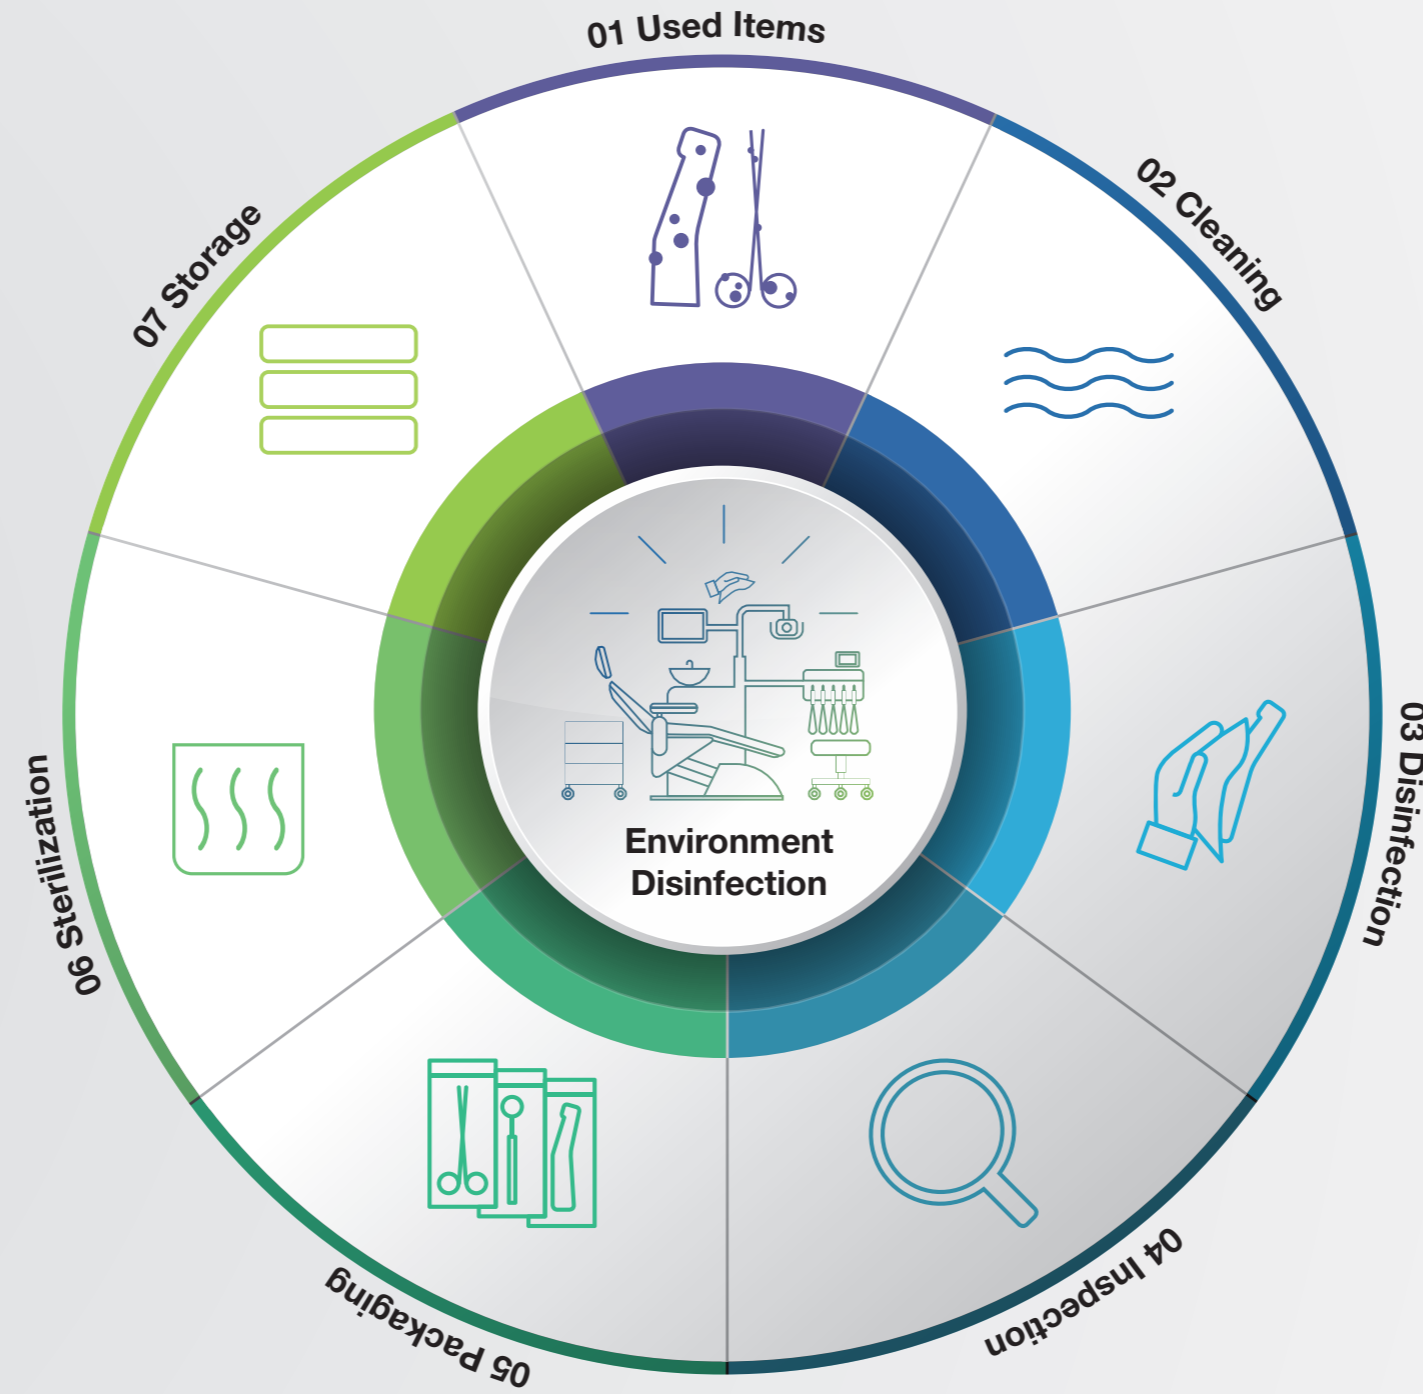 01 Used Items
02 Cleaning
03 Disinfection
04 Inspection
05 Packaging
06 Sterilization
07 Storage
Environment
Disinfection